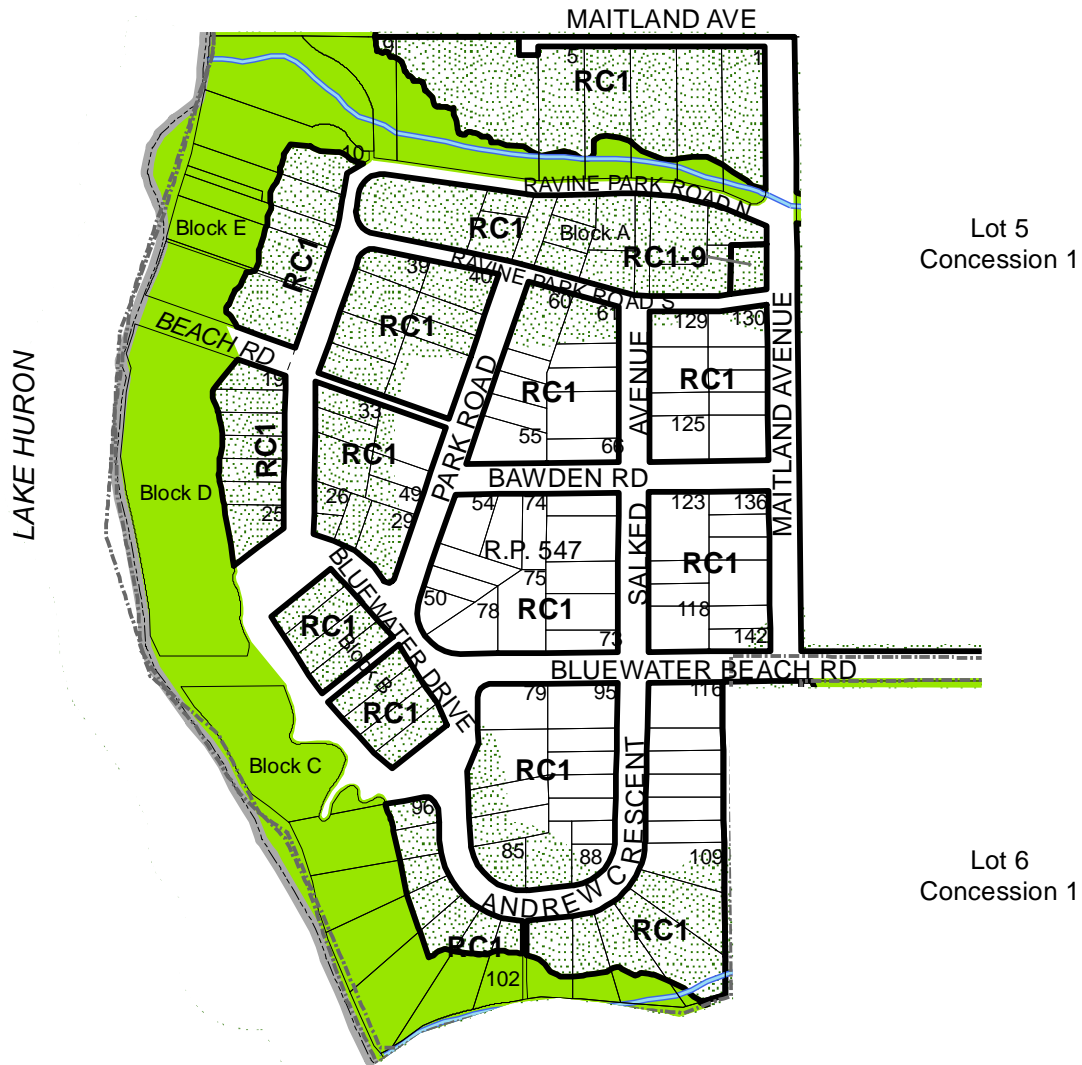 MAITLAND AVE
9
5
1
RC1
10
RAVINE PARK ROAD N
RC1
Block A
Block E
RC1
RC1-9
Lot 5
Concession 1
39
40
RAVINE PARK ROAD S
60
61
129
130
BEACH RD
RC1
LAKE HURON
19
33
RC1
RC1
PARK ROAD
RC1
55
66
AVENUE
RC1
125
MAITLAND AVENUE
Block D
25
26
49
29
BAWDEN RD
54
74
123
136
R.P. 547
75
SALKED
RC1
50
78
RC1
73
118
142
BLUEWATER DRIVE
RC1
Block B
RC1
BLUEWATER BEACH RD
79
95
116
Block C
RC1
96
85
88
109
ANDREW CRESCENT
RC1
RC1
102
Lot 6
Concession 1